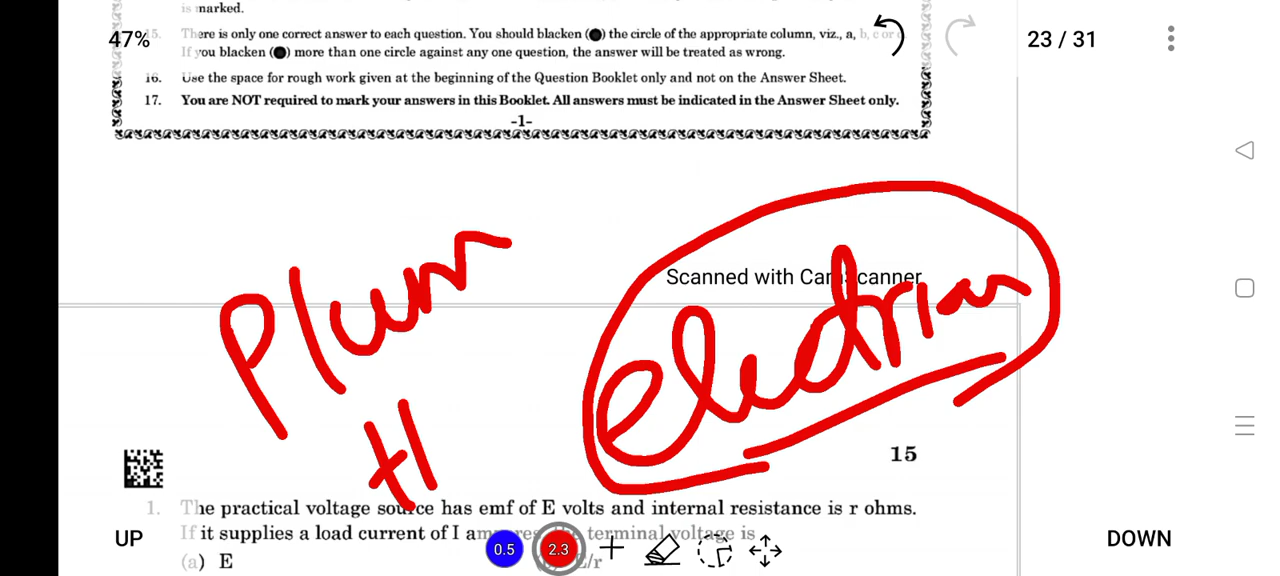 is marked.
47%
15. There is only one correct answer to each question. You should blacken (●) the circle of the appropriate column, viz., a, b, c or
If you blacken (●) more than one circle against any one question, the answer will be treated as wrong.
23 / 31
16. Use the space for rough work given at the beginning of the Question Booklet only and not on the Answer Sheet.
17. You are NOT required to mark your answers in this Booklet. All answers must be indicated in the Answer Sheet only.
-1-
Plum
Scanned with CamScanner
15
1. The practical voltage source has emf of E volts and internal resistance is r ohms.
If it supplies a load current of I terminal voltage is
UP
0.5
2.3
DOWN
(a) E